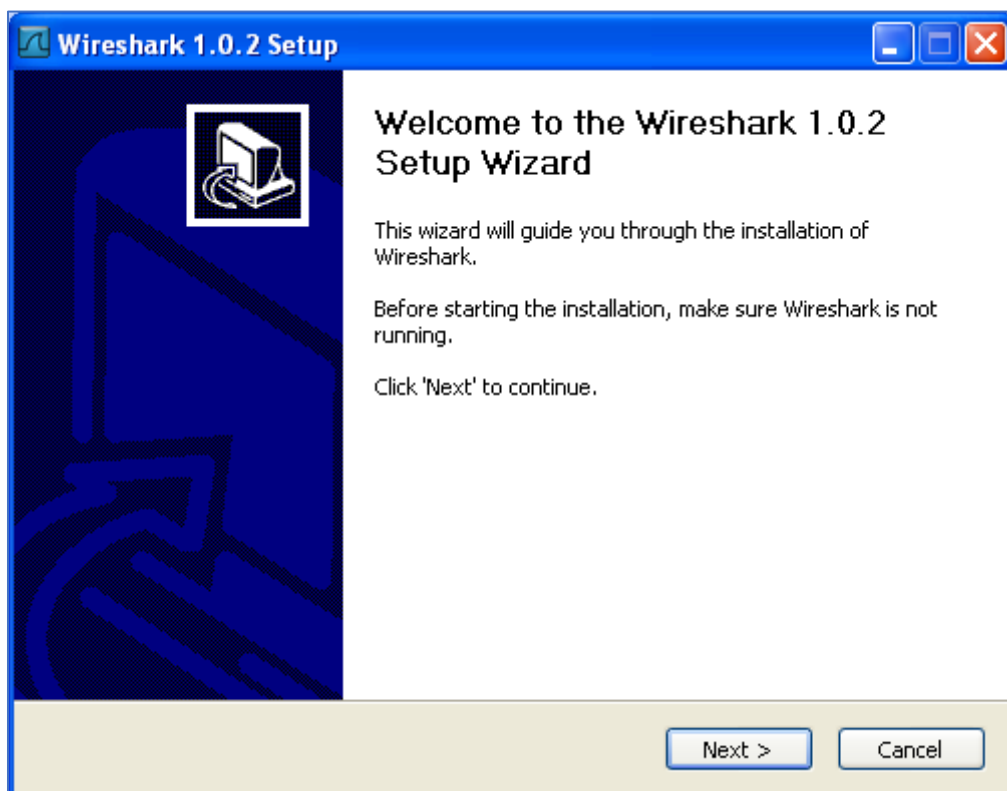 Wireshark 1.0.2 Setup
Welcome to the Wireshark 1.0.2
Setup Wizard
This wizard will guide you through the installation of
Wireshark.
Before starting the installation, make sure Wireshark is not
running.
Click 'Next' to continue.
Next >
Cancel